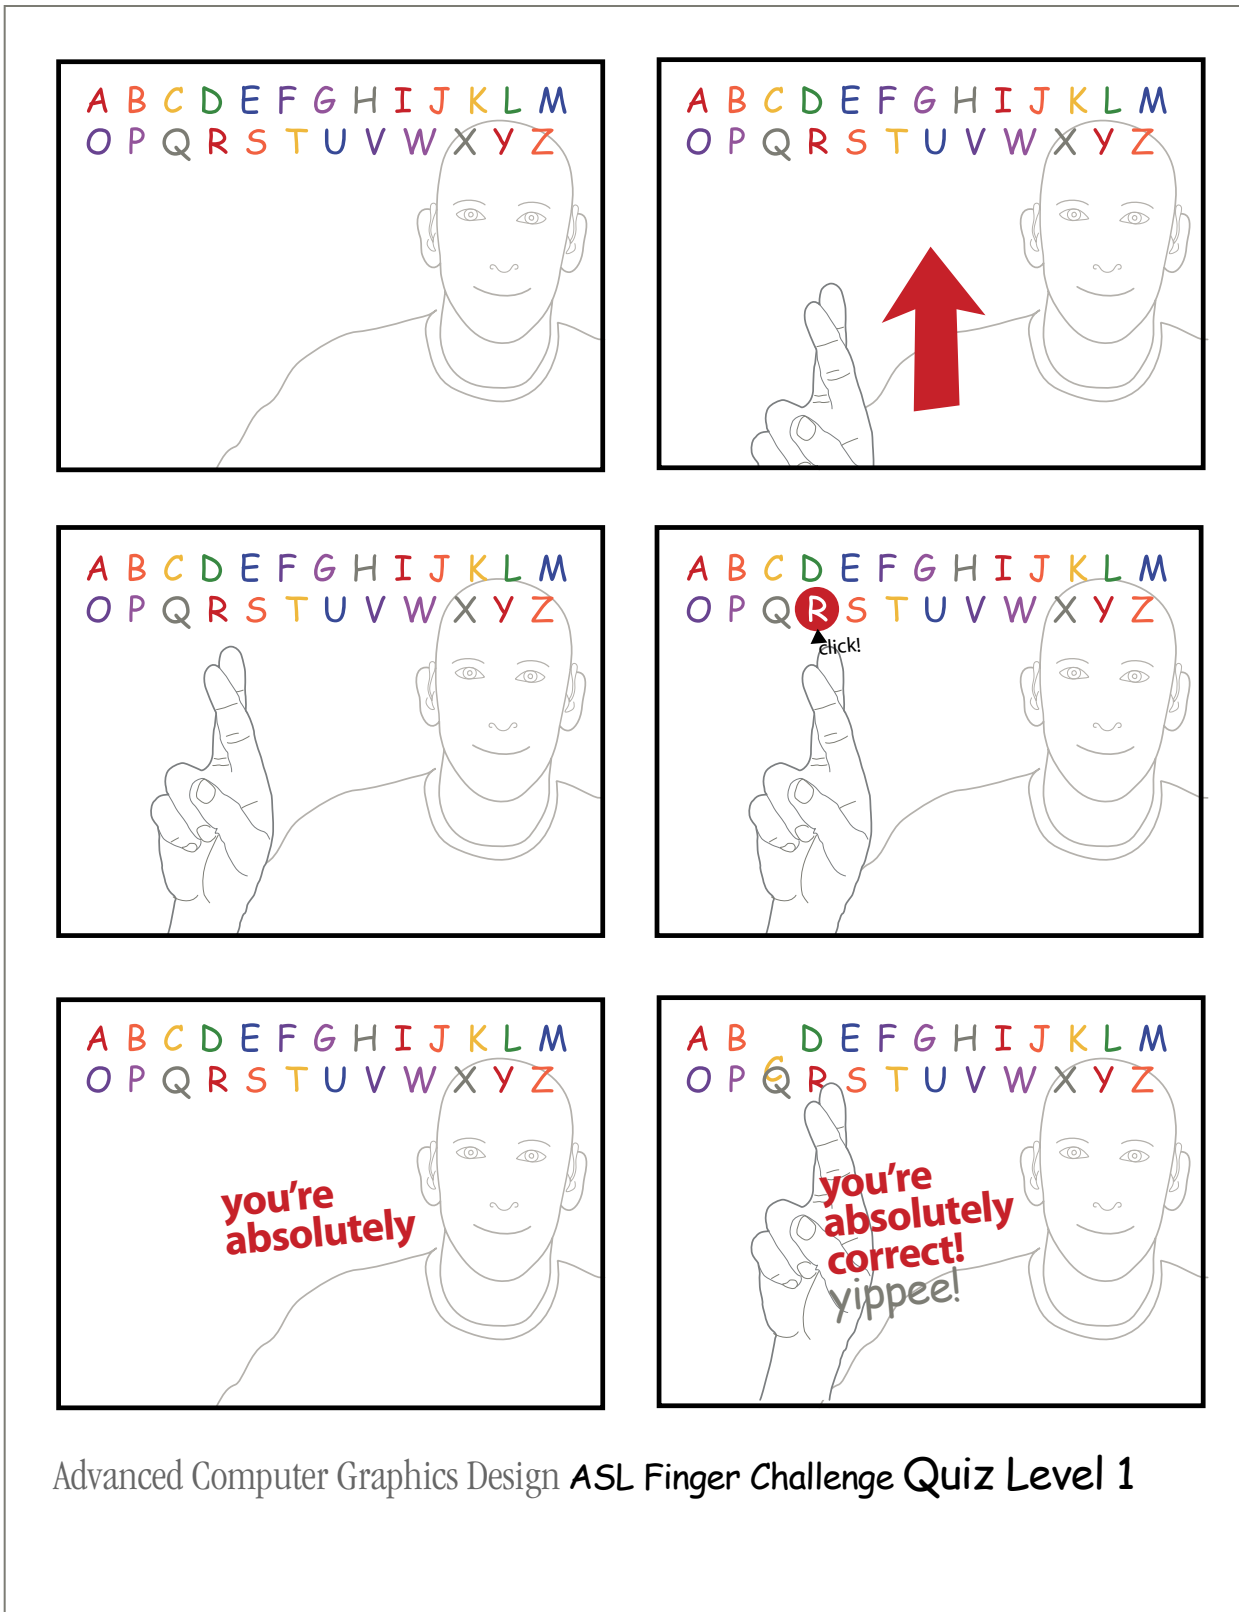 A B C D E F G H I J K L M
O P Q R S T U V W X Y Z
A B C D E F G H I J K L M
O P Q R S T U V W X Y Z
A B C D E F G H I J K L M
O P Q R S T U V W X Y Z
A B C D E F G H I J K L M
O P Q R S T U V W X Y Z
click!
A B C D E F G H I J K L M
O P Q R S T U V W X Y Z
you're
absolutely
A B C D E F G H I J K L M
O P Q R S T U V W X Y Z
you're
absolutely
correct!
yippee!
Advanced Computer Graphics Design ASL Finger Challenge Quiz Level 1